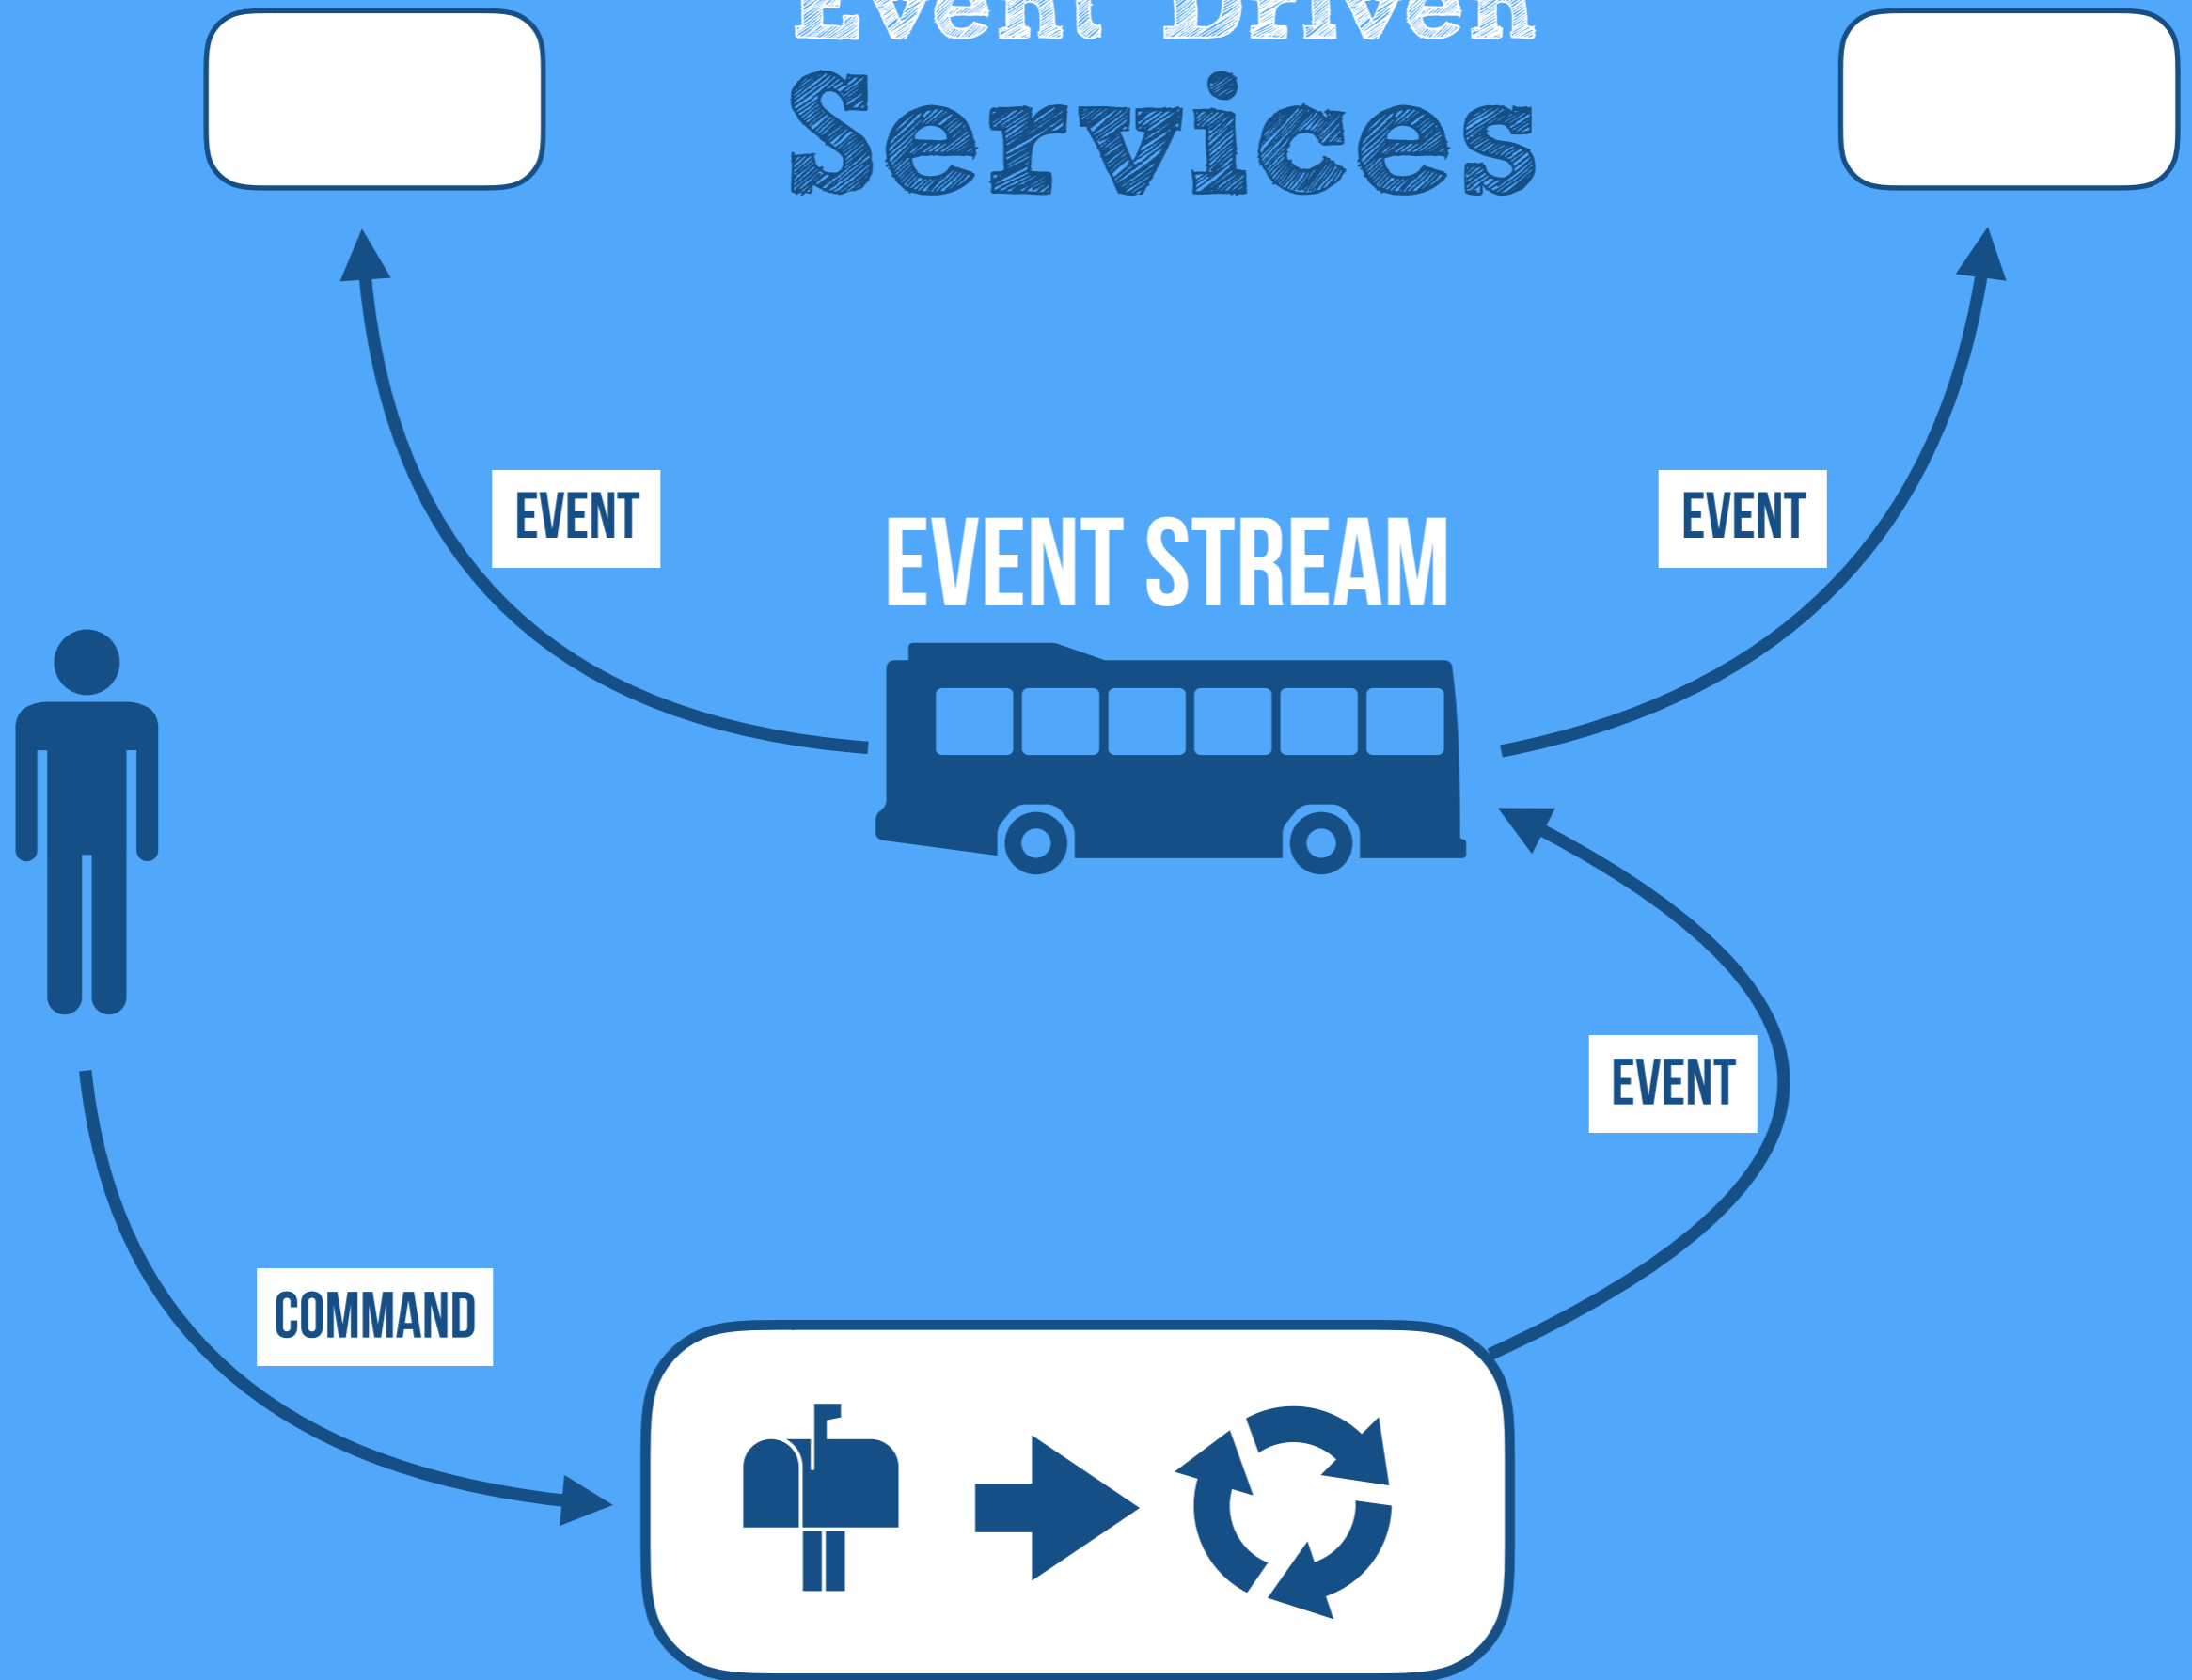 Event Driven
Services
EVENT
EVENT STREAM
EVENT
EVENT
COMMAND